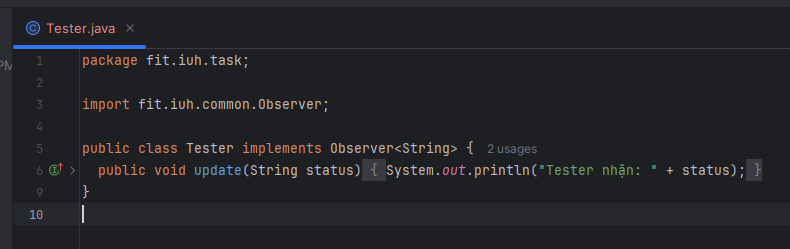 Tester.java
PM
1 package fit.iuh.task;
2
3 import fit.iuh.common.Observer;
4
5 public class Tester implements Observer<String> { 2 usages
6 public void update(String status) { System.out.println("Tester nhận: " + status); }
9 }
10